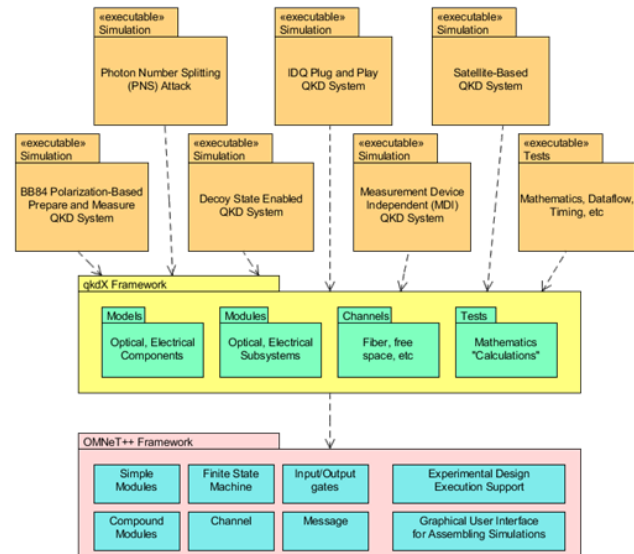 «executable»
Simulation
Photon Number Splitting
(PNS) Attack
«executable»
Simulation
IDQ Plug and Play
QKD System
«executable»
Simulation
Satellite-Based
QKD System
«executable»
Simulation
BB84 Polarization-Based
Prepare and Measure
QKD System
«executable»
Simulation
Decoy State Enabled
QKD System
«executable»
Simulation
Measurement Device
Independent (MDI)
QKD System
«executable»
Tests
Mathematics, Dataflow,
Timing, etc
qkdX Framework
Models
Optical, Electrical
Components
Modules
Optical, Electrical
Subsystems
Channels
Fiber, free
space, etc
Tests
Mathematics
"Calculations"
OMNeT++ Framework
Simple
Modules
Finite State
Machine
Input/Output
gates
Experimental Design
Execution Support
Compound
Modules
Channel
Message
Graphical User Interface
for Assembling Simulations